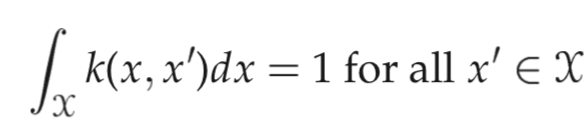 ∫_𝒳 k(x, x′)dx = 1 for all x′ ∈ 𝒳